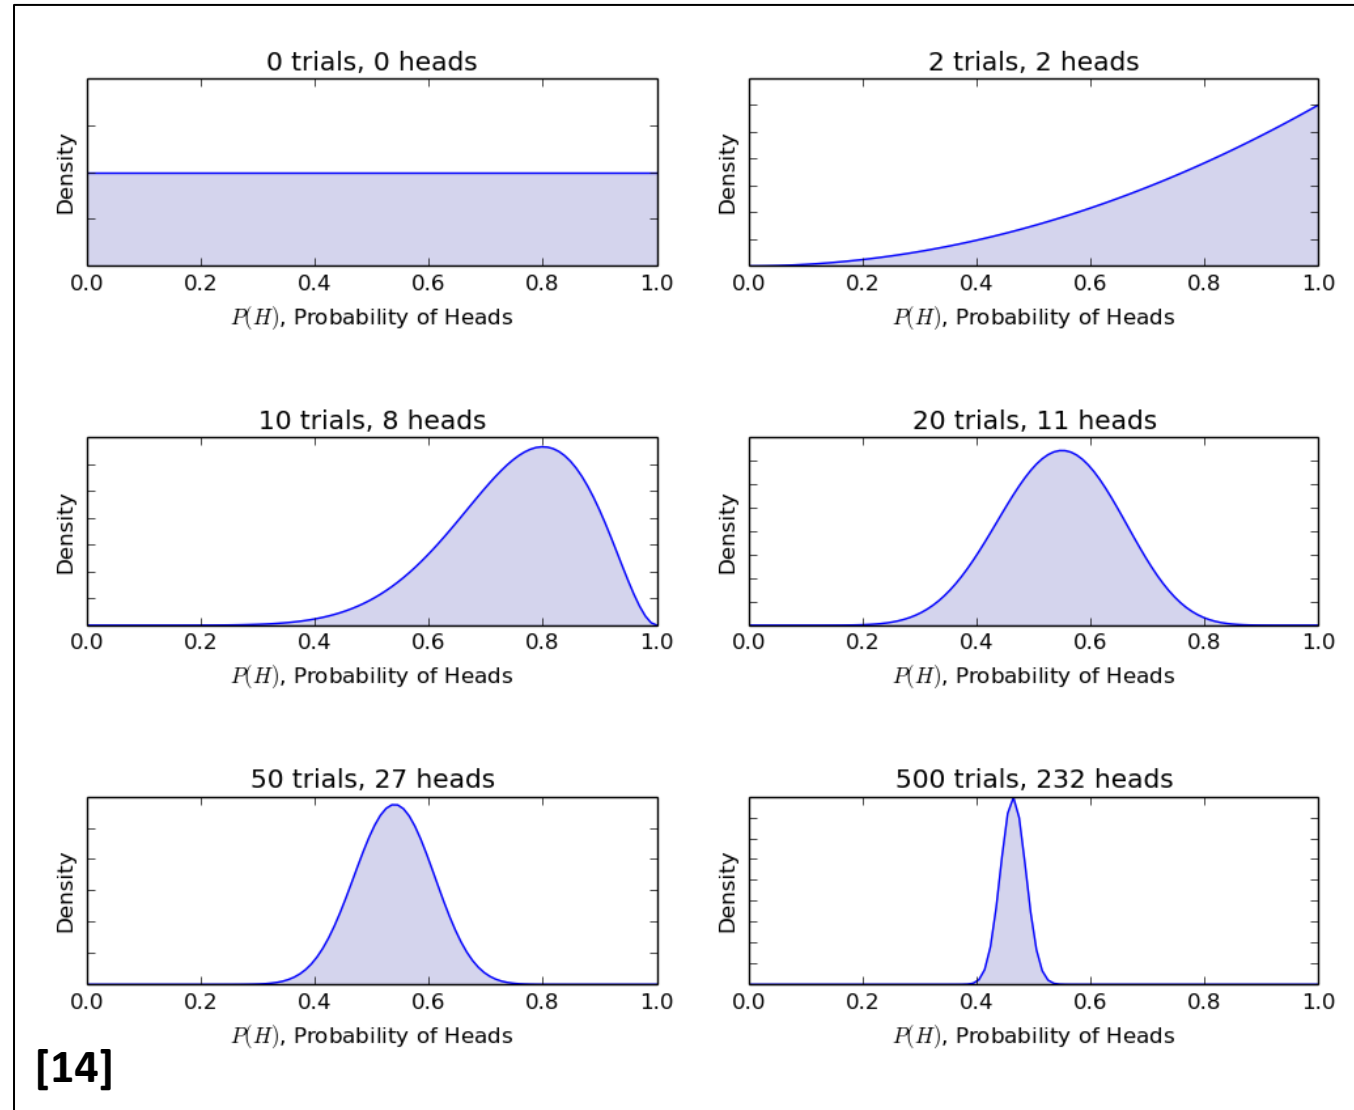 0 trials, 0 heads
Density
0.0 0.2 0.4 0.6 0.8 1.0
P(H), Probability of Heads
2 trials, 2 heads
Density
0.0 0.2 0.4 0.6 0.8 1.0
P(H), Probability of Heads
10 trials, 8 heads
Density
0.0 0.2 0.4 0.6 0.8 1.0
P(H), Probability of Heads
20 trials, 11 heads
Density
0.0 0.2 0.4 0.6 0.8 1.0
P(H), Probability of Heads
50 trials, 27 heads
Density
0.0 0.2 0.4 0.6 0.8 1.0
P(H), Probability of Heads
500 trials, 232 heads
Density
0.0 0.2 0.4 0.6 0.8 1.0
P(H), Probability of Heads
[14]